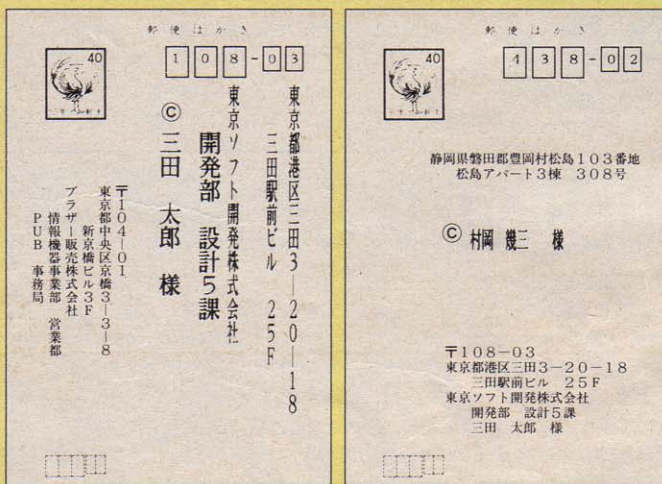 郵便はがき
40
108-03
東京都港区三田3-20-18
三田駅前ビル 25F
東京ソフト開発株式会社
開発部 設計5課
Ⓒ 三田 太郎 様
〒104-01
東京都中央区京橋3-3-8
新京橋ビル3F
ブラザー販売株式会社
情報機器事業部 営業部
PUB 事務局
郵便はがき
40
438-02
静岡県磐田郡豊岡村松島103番地
松島アパート3棟 308号
Ⓒ 村岡 幾三 様
〒108-03
東京都港区三田3-20-18
三田駅前ビル 25F
東京ソフト開発株式会社
開発部 設計5課
三田 太郎 様